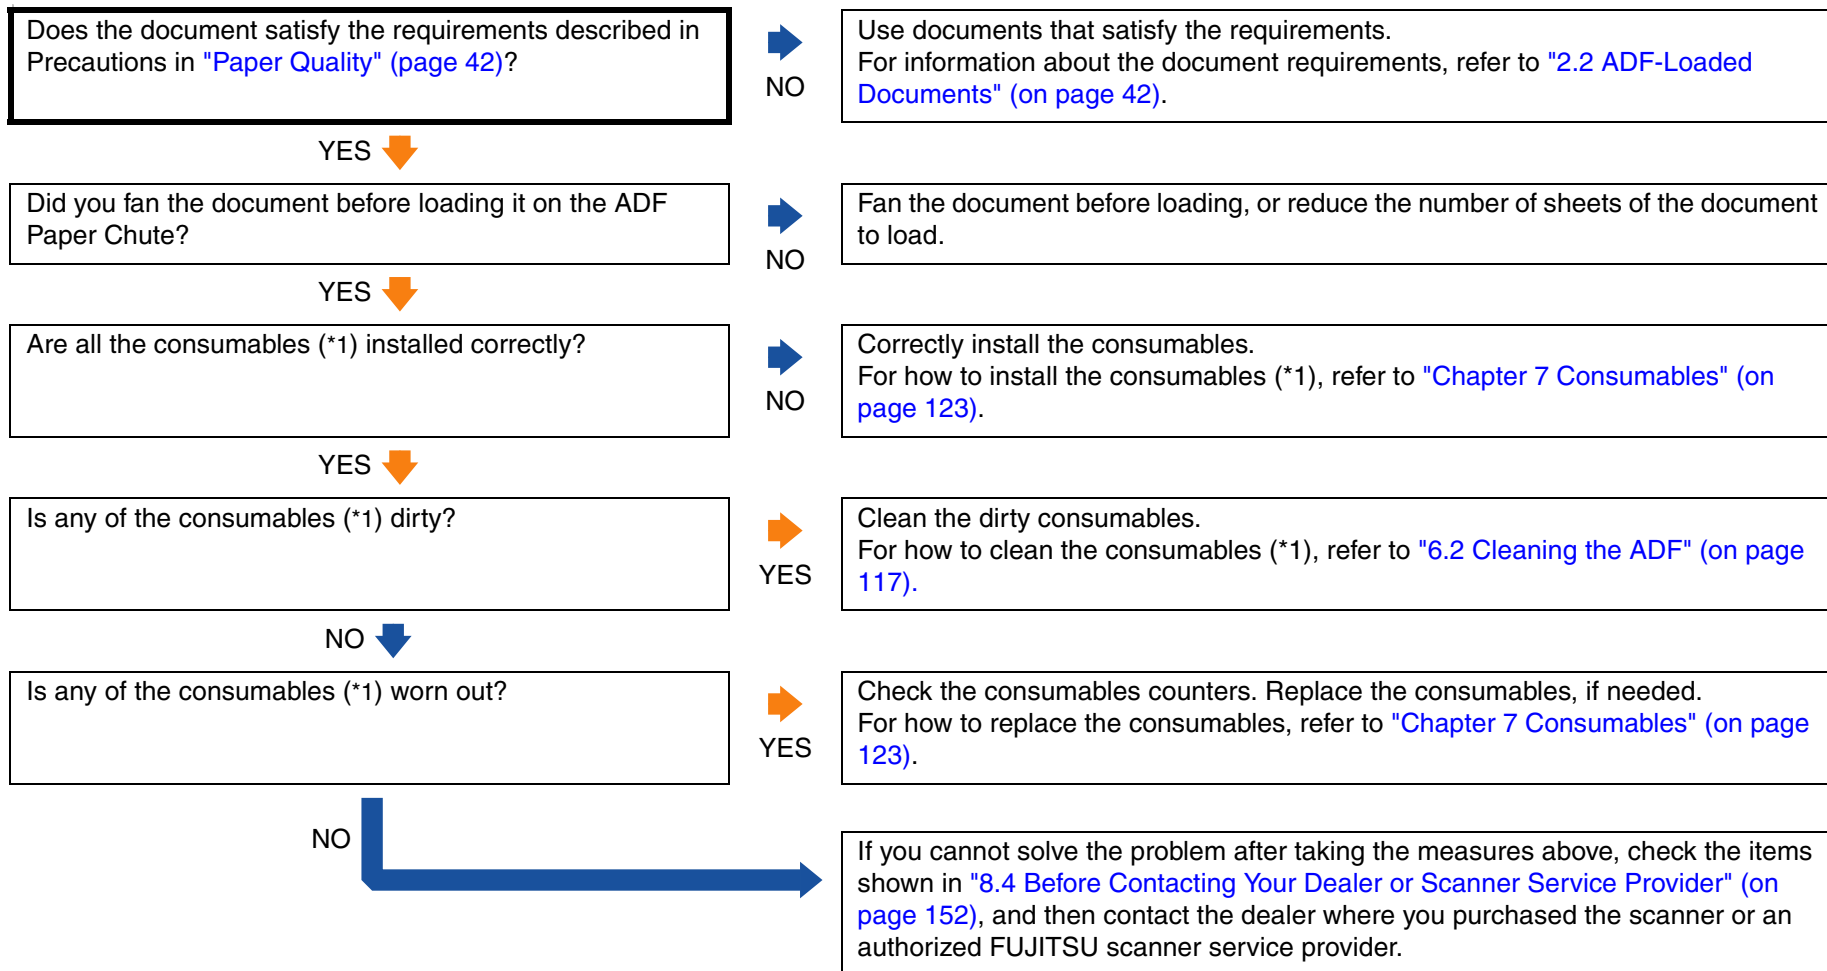 Does the document satisfy the requirements described in
Precautions in "Paper Quality" (page 42)?
NO
Use documents that satisfy the requirements.
For information about the document requirements, refer to "2.2 ADF-Loaded
Documents" (on page 42).
YES
Did you fan the document before loading it on the ADF
Paper Chute?
NO
Fan the document before loading, or reduce the number of sheets of the document
to load.
YES
Are all the consumables (*1) installed correctly?
NO
Correctly install the consumables.
For how to install the consumables (*1), refer to "Chapter 7 Consumables" (on
page 123).
YES
Is any of the consumables (*1) dirty?
YES
Clean the dirty consumables.
For how to clean the consumables (*1), refer to "6.2 Cleaning the ADF" (on page
117).
NO
Is any of the consumables (*1) worn out?
YES
Check the consumables counters. Replace the consumables, if needed.
For how to replace the consumables, refer to "Chapter 7 Consumables" (on page
123).
NO
If you cannot solve the problem after taking the measures above, check the items
shown in "8.4 Before Contacting Your Dealer or Scanner Service Provider" (on
page 152), and then contact the dealer where you purchased the scanner or an
authorized FUJITSU scanner service provider.